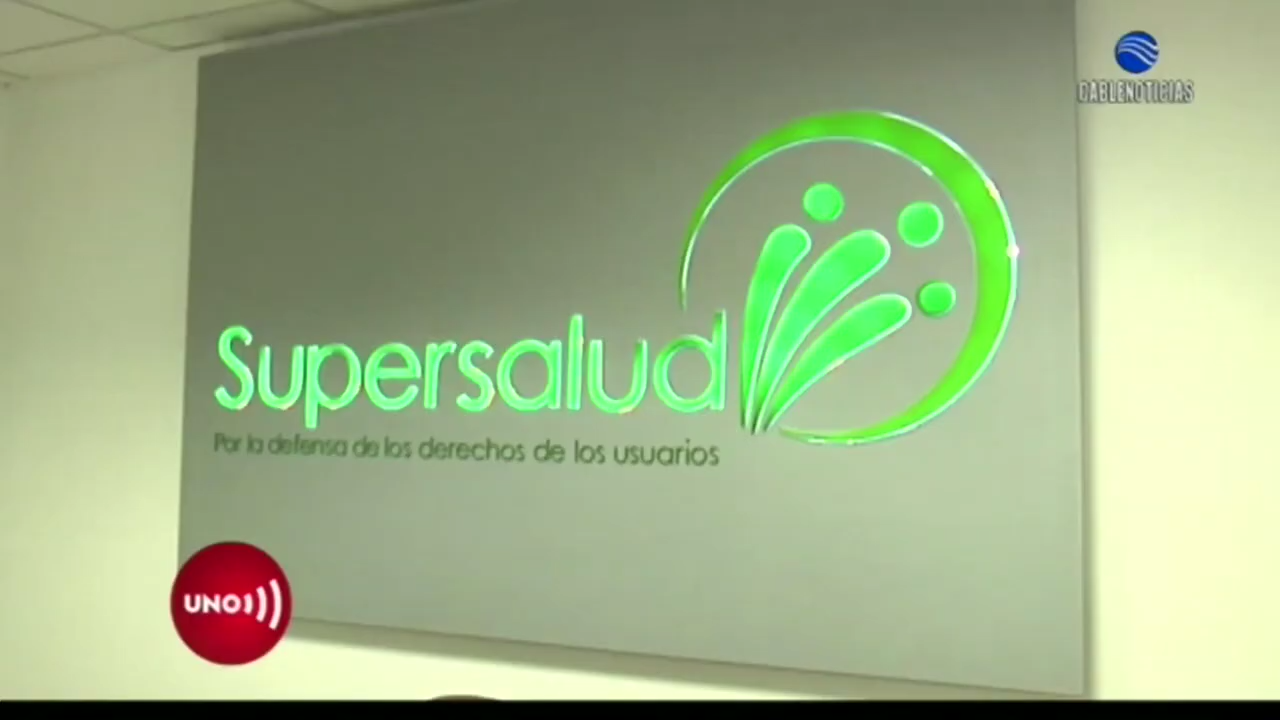 CABLENOTICIAS
Supersalud
Por la defensa de los derechos de los usuarios
UNO